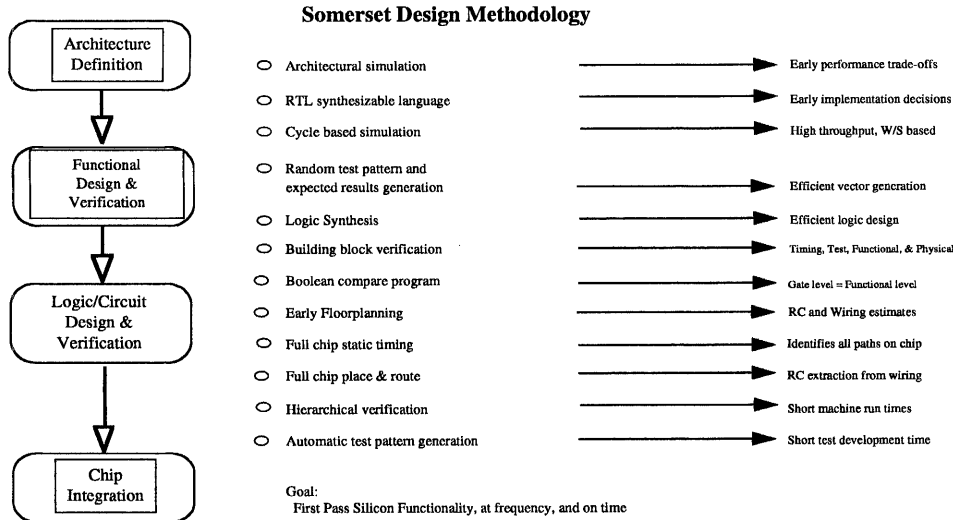 Somerset Design Methodology
Architecture
Definition
Functional
Design &
Verification
Logic/Circuit
Design &
Verification
Chip
Integration
Architectural simulation
Early performance trade-offs
RTL synthesizable language
Early implementation decisions
Cycle based simulation
High throughput, W/S based
Random test pattern and
expected results generation
Efficient vector generation
Logic Synthesis
Efficient logic design
Building block verification
Timing, Test, Functional, & Physical
Boolean compare program
Gate level = Functional level
Early Floorplanning
RC and Wiring estimates
Full chip static timing
Identifies all paths on chip
Full chip place & route
RC extraction from wiring
Hierarchical verification
Short machine run times
Automatic test pattern generation
Short test development time
Goal:
First Pass Silicon Functionality, at frequency, and on time